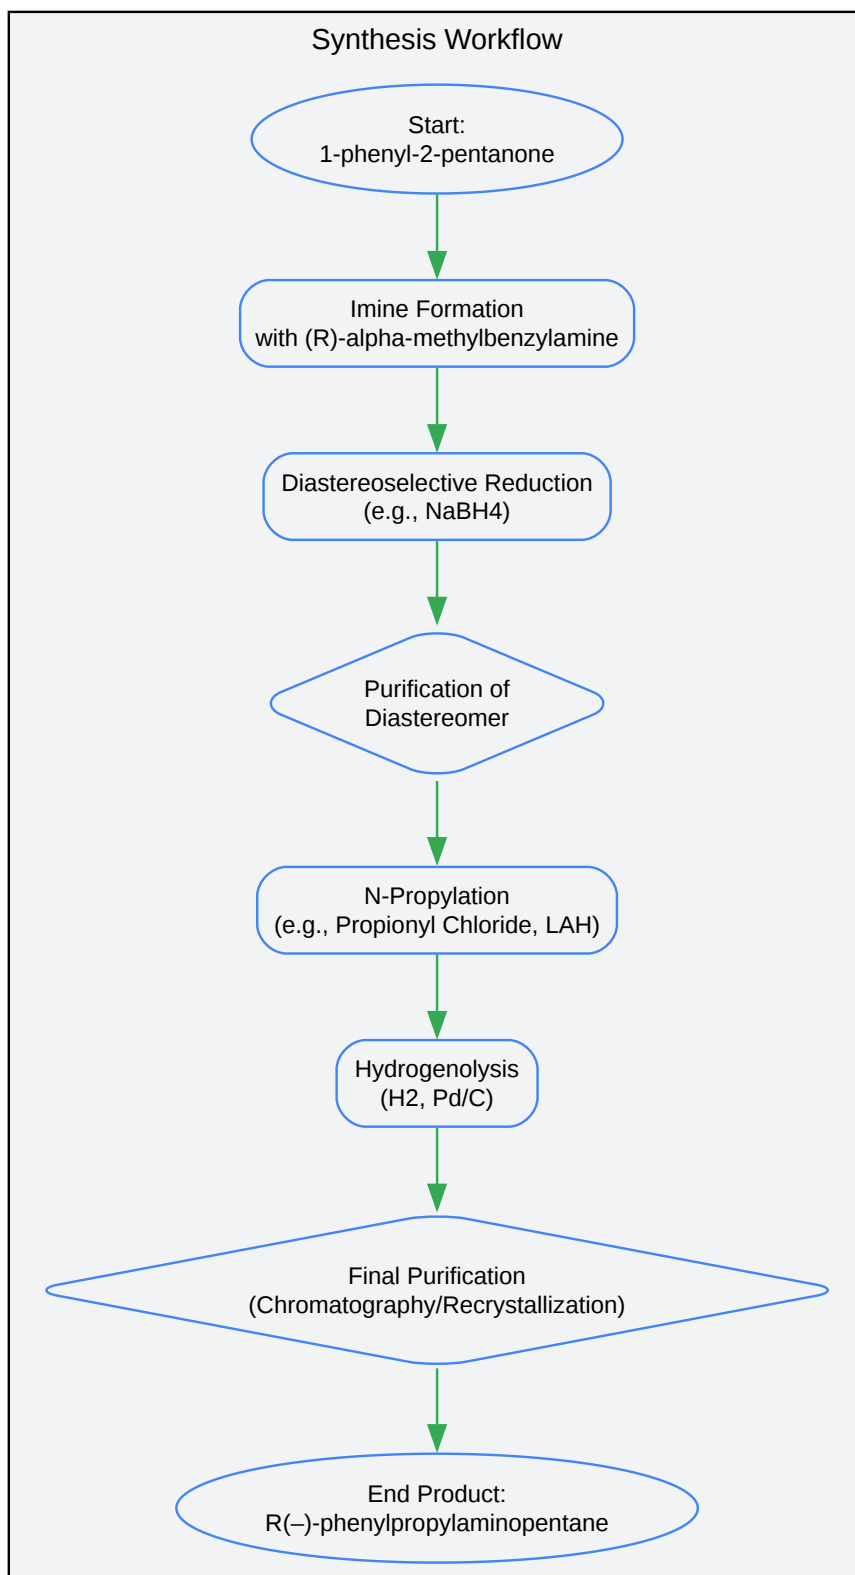 Synthesis Workflow
Start:
1-phenyl-2-pentanone
Imine Formation
with (R)-alpha-methylbenzylamine
Diastereoselective Reduction
(e.g., NaBH4)
Purification of
Diastereomer
N-Propylation
(e.g., Propionyl Chloride, LAH)
Hydrogenolysis
(H2, Pd/C)
Final Purification
(Chromatography/Recrystallization)
End Product:
R(–)-phenylpropylaminopentane